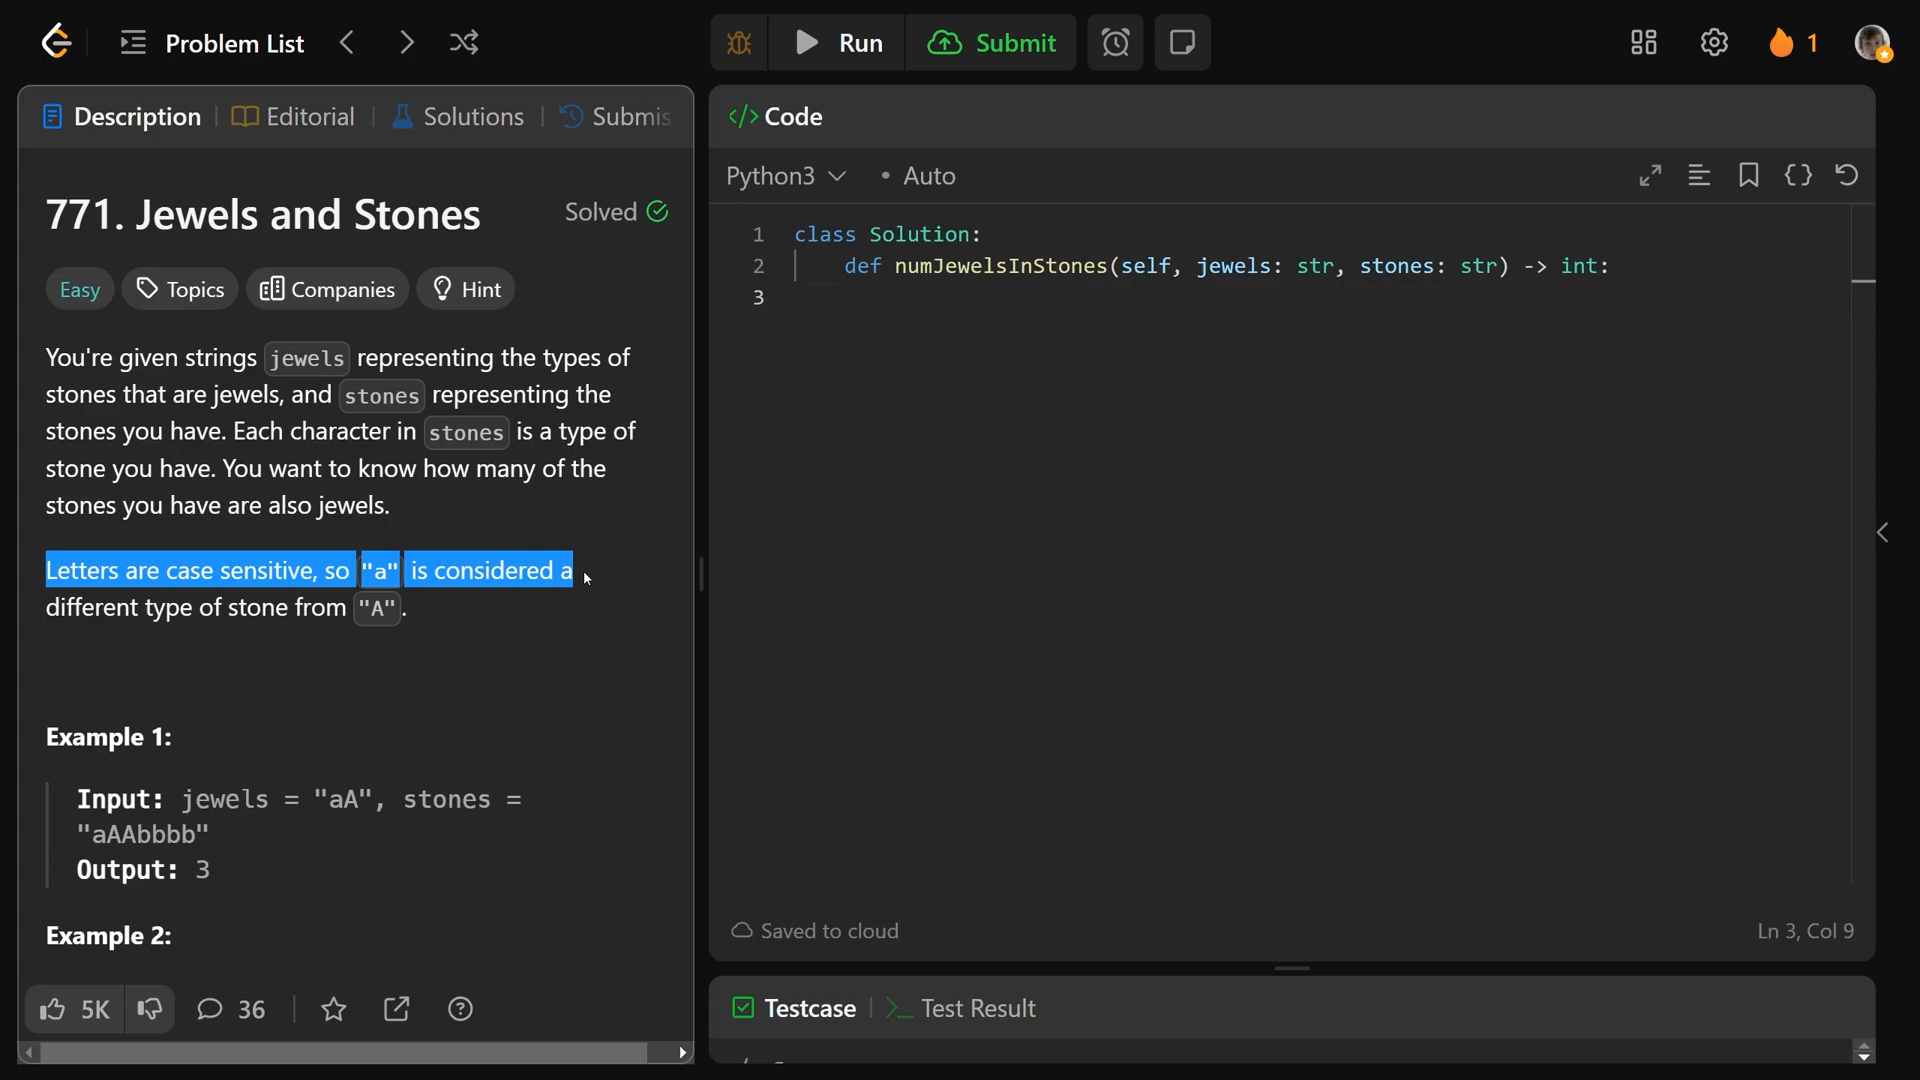 Problem List
Run
Submit
1
Description
Editorial
Solutions
Submis
Code
Python3
• Auto
771. Jewels and Stones
Solved
Easy
Topics
Companies
Hint
You're given strings jewels representing the types of
stones that are jewels, and stones representing the
stones you have. Each character in stones is a type of
stone you have. You want to know how many of the
stones you have are also jewels.
Letters are case sensitive, so "a" is considered a
different type of stone from "A".
Example 1:
Input: jewels = "aA", stones =
"aAAbbbb"
Output: 3
Example 2:
5K
36
1 class Solution:
2 def numJewelsInStones(self, jewels: str, stones: str) -> int:
3
Saved to cloud
Ln 3, Col 9
Testcase
Test Result